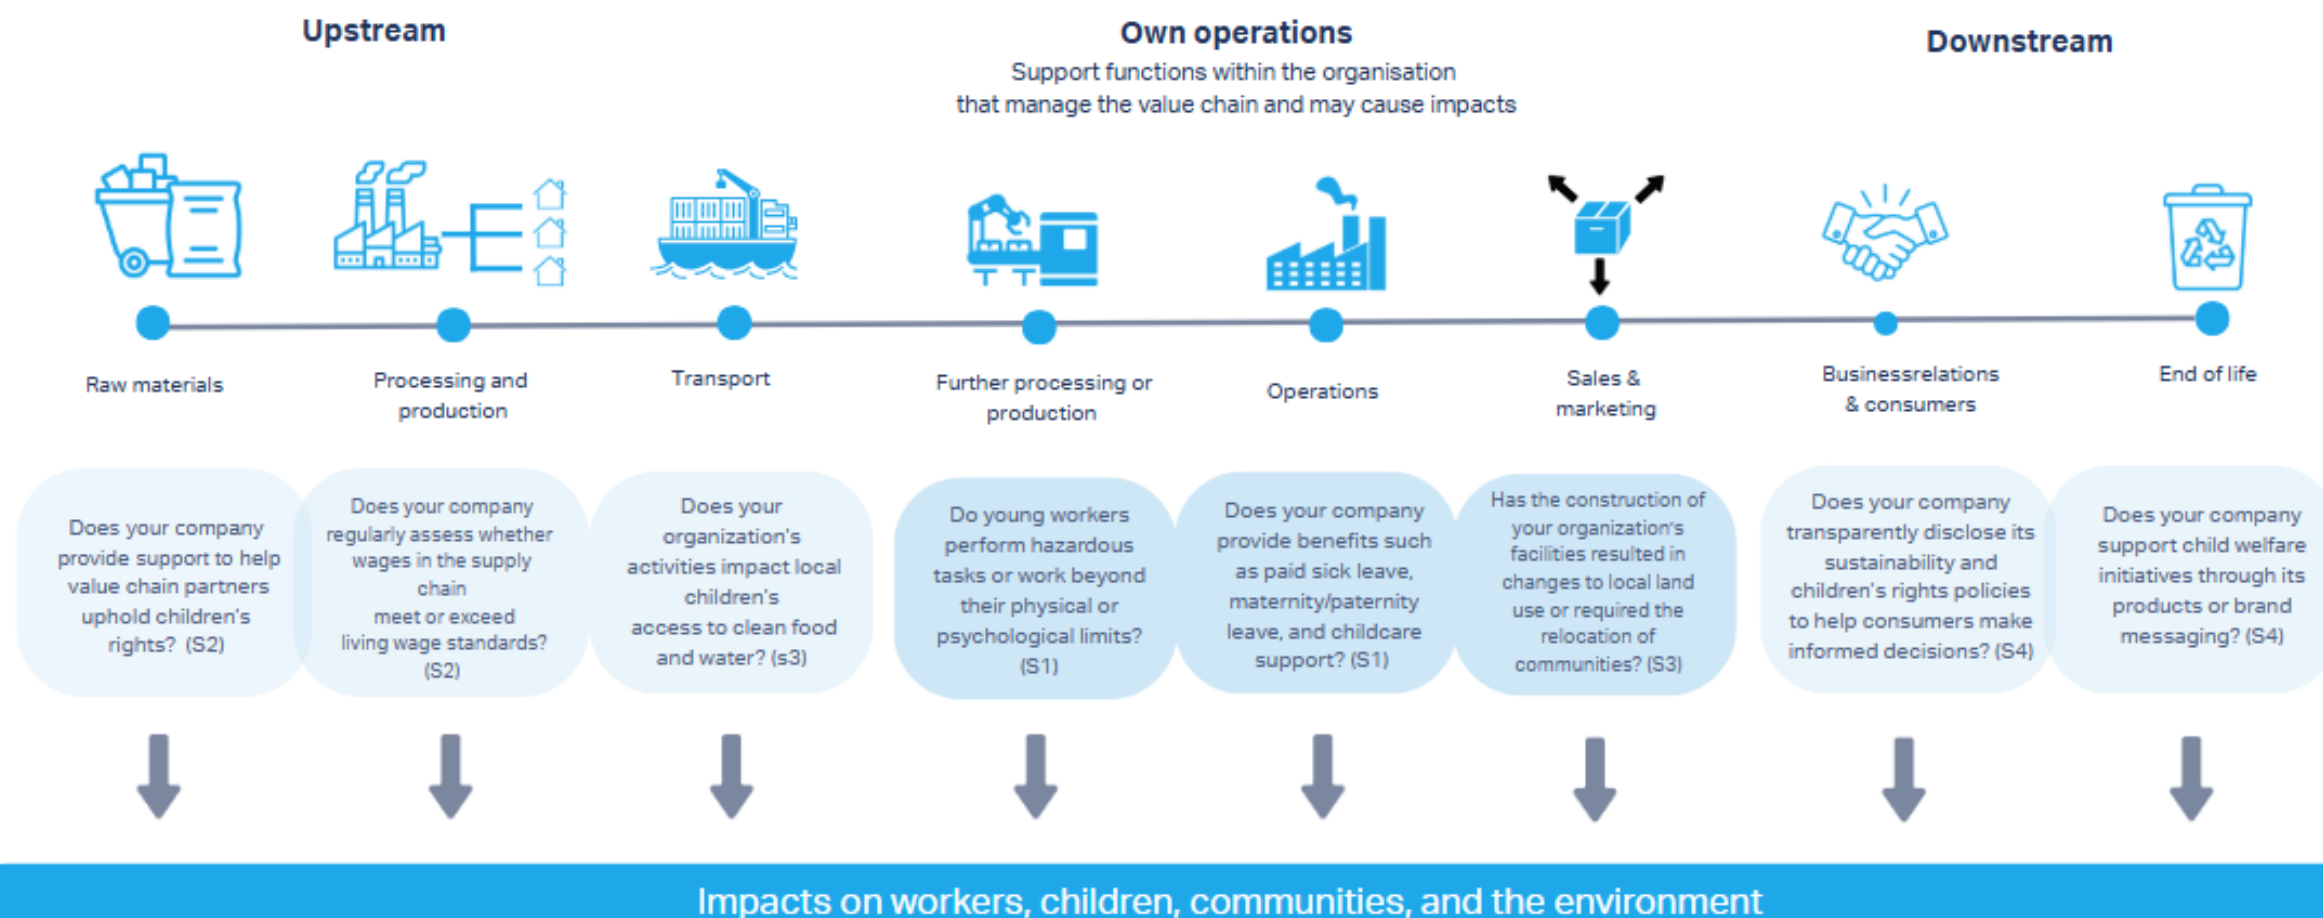 Upstream
Own operations
Support functions within the organisation
that manage the value chain and may cause impacts
Downstream
Raw materials
Processing and
production
Transport
Further processing or
production
Operations
Sales &
marketing
Businessrelations
& consumers
End of life
Does your company
provide support to help
value chain partners
uphold children's
rights? (S2)
Does your company
regularly assess whether
wages in the supply
chain
meet or exceed
living wage standards?
(S2)
Does your
organization's
activities impact local
children's
access to clean food
and water? (s3)
Do young workers
perform hazardous
tasks or work beyond
their physical or
psychological limits?
(S1)
Does your company
provide benefits such
as paid sick leave,
maternity/paternity
leave, and childcare
support? (S1)
Has the construction of
your organization's
facilities resulted in
changes to local land
use or required the
relocation of
communities? (S3)
Does your company
transparently disclose its
sustainability and
children's rights policies
to help consumers make
informed decisions? (S4)
Does your company
support child welfare
initiatives through its
products or brand
messaging? (S4)
Impacts on workers, children, communities, and the environment